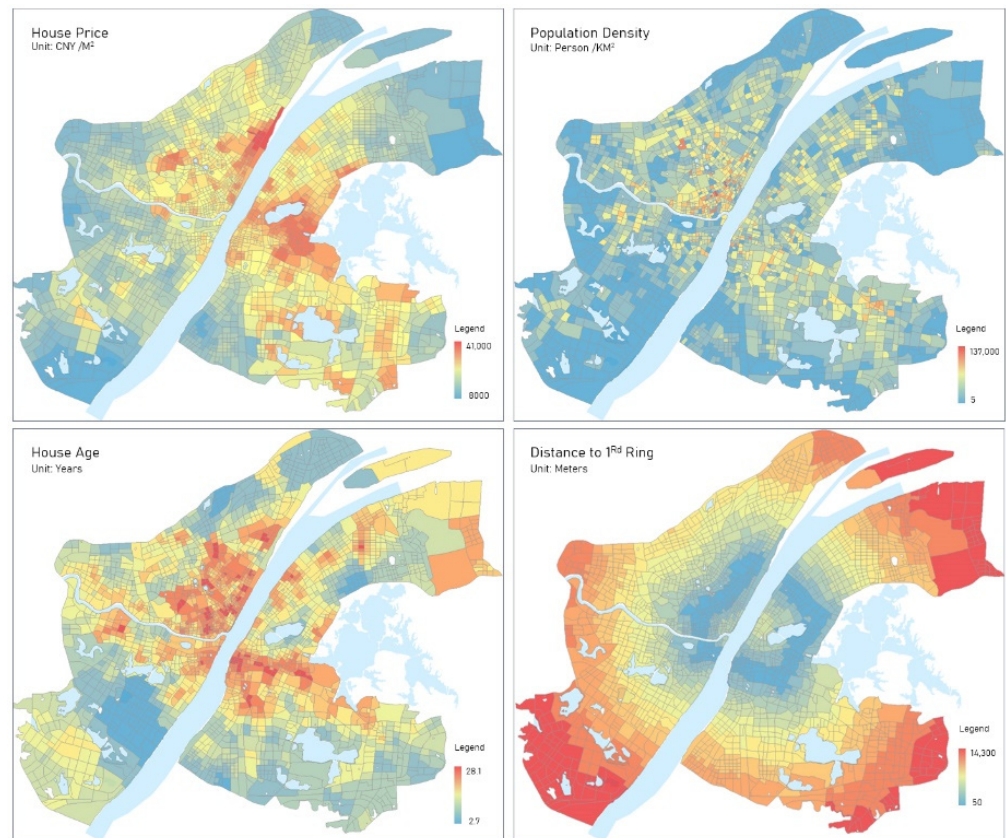 House Price
Unit: CNY /M²
Legend
41,000
8000
Population Density
Unit: Person /KM²
Legend
137,000
5
House Age
Unit: Years
Legend
28.1
2.7
Distance to 1ᴿᵈ Ring
Unit: Meters
Legend
14,300
50